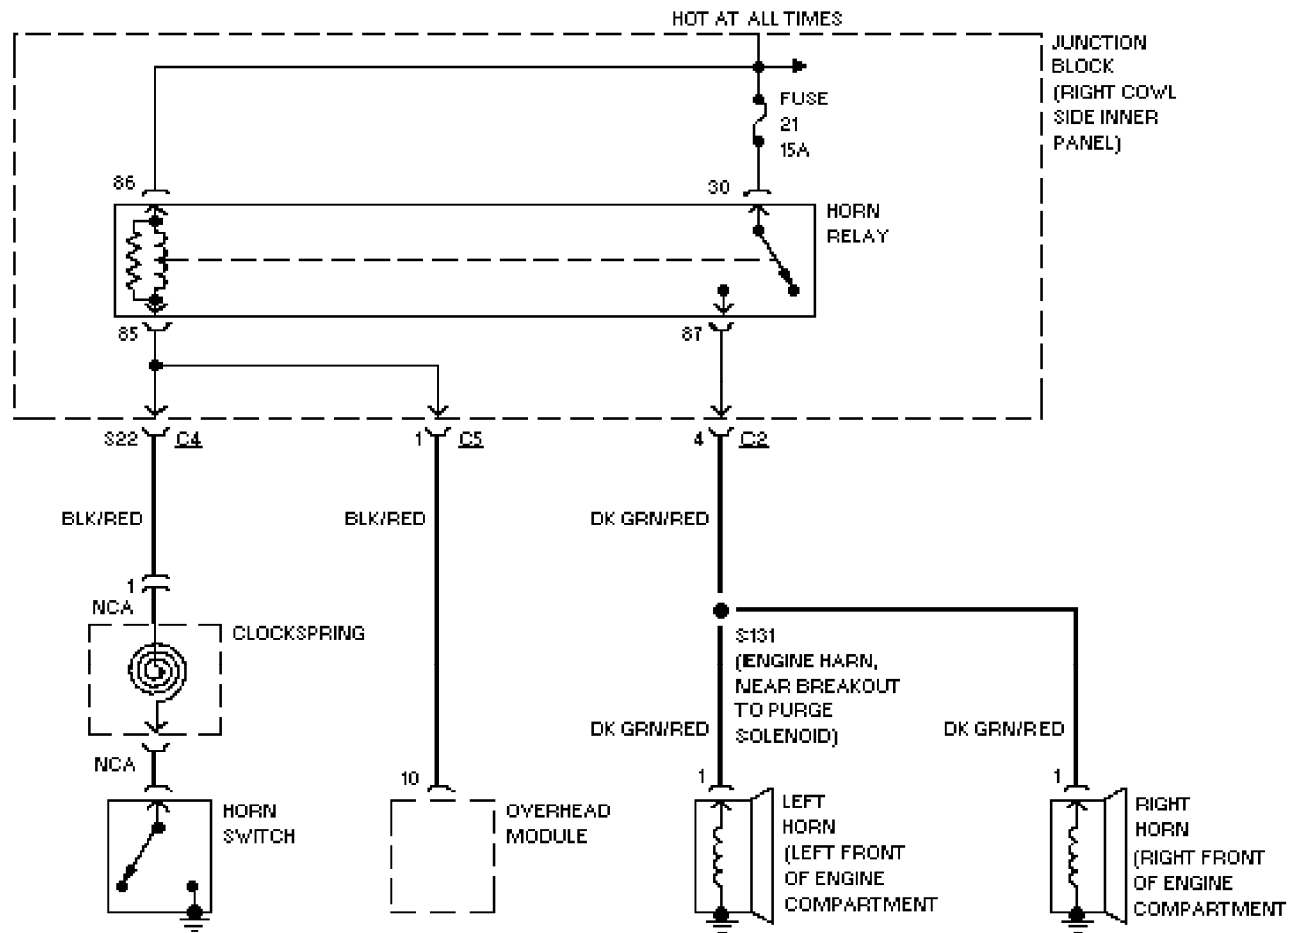 HOT AT ALL TIMES
JUNCTION
BLOCK
(RIGHT COWL
SIDE INNER
PANEL)
FUSE
21
15A
86
30
HORN
RELAY
85
87
S22
C4
1
C5
4
C2
BLK/RED
BLK/RED
DK GRN/RED
1
NCA
CLOCKSPRING
S131
(ENGINE HARN,
NEAR BREAKOUT
TO PURGE
SOLENOID)
DK GRN/RED
DK GRN/RED
NCA
10
1
1
HORN
SWITCH
OVERHEAD
MODULE
LEFT
HORN
(LEFT FRONT
OF ENGINE
COMPARTMENT
RIGHT
HORN
(RIGHT FRONT
OF ENGINE
COMPARTMENT